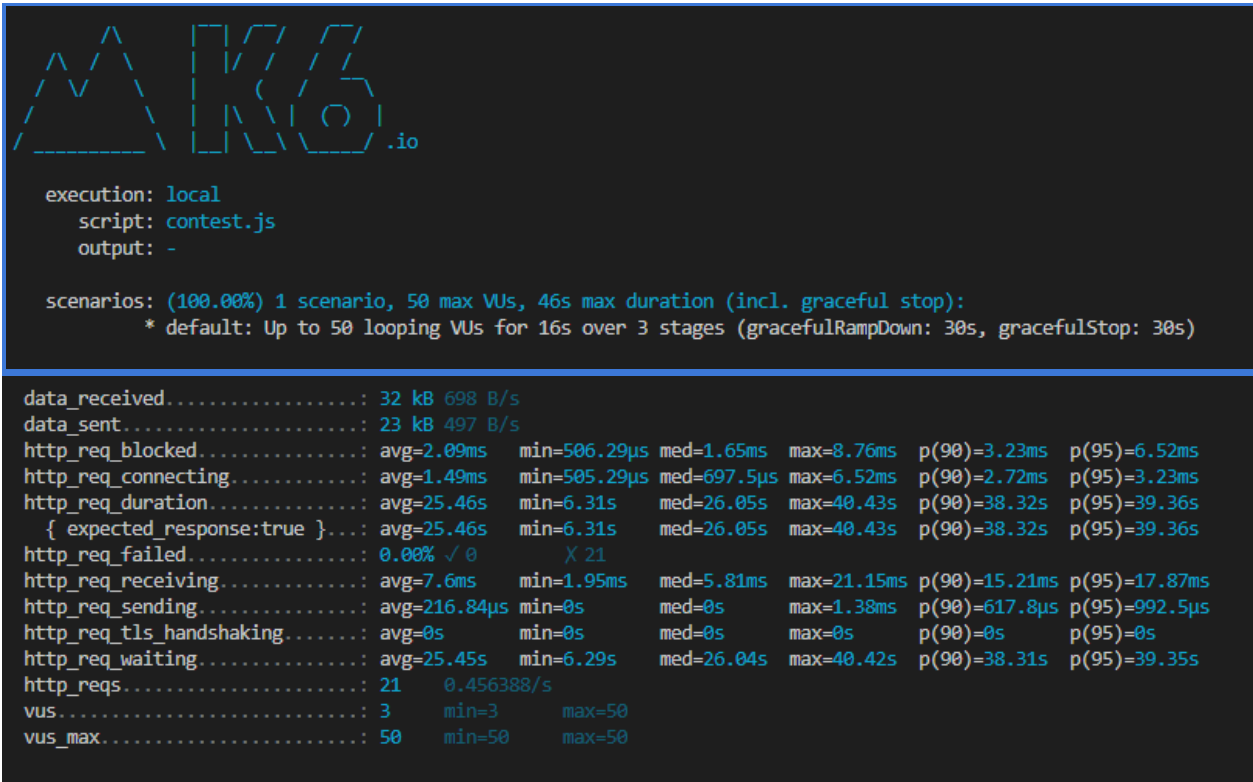 K6 .io
execution: local
script: contest.js
output: -
scenarios: (100.00%) 1 scenario, 50 max VUs, 46s max duration (incl. graceful stop):
* default: Up to 50 looping VUs for 16s over 3 stages (gracefulRampDown: 30s, gracefulStop: 30s)
data_received..................: 32 kB 698 B/s
data_sent......................: 23 kB 497 B/s
http_req_blocked...............: avg=2.09ms min=506.29µs med=1.65ms max=8.76ms p(90)=3.23ms p(95)=6.52ms
http_req_connecting............: avg=1.49ms min=505.29µs med=697.5µs max=6.52ms p(90)=2.72ms p(95)=3.23ms
http_req_duration..............: avg=25.46s min=6.31s med=26.05s max=40.43s p(90)=38.32s p(95)=39.36s
{ expected_response:true }...: avg=25.46s min=6.31s med=26.05s max=40.43s p(90)=38.32s p(95)=39.36s
http_req_failed................: 0.00% ✓ 0 ✗ 21
http_req_receiving.............: avg=7.6ms min=1.95ms med=5.81ms max=21.15ms p(90)=15.21ms p(95)=17.87ms
http_req_sending...............: avg=216.84µs min=0s med=0s max=1.38ms p(90)=617.8µs p(95)=992.5µs
http_req_tls_handshaking.......: avg=0s min=0s med=0s max=0s p(90)=0s p(95)=0s
http_req_waiting...............: avg=25.45s min=6.29s med=26.04s max=40.42s p(90)=38.31s p(95)=39.35s
http_reqs......................: 21 0.456388/s
vus............................: 3 min=3 max=50
vus_max........................: 50 min=50 max=50